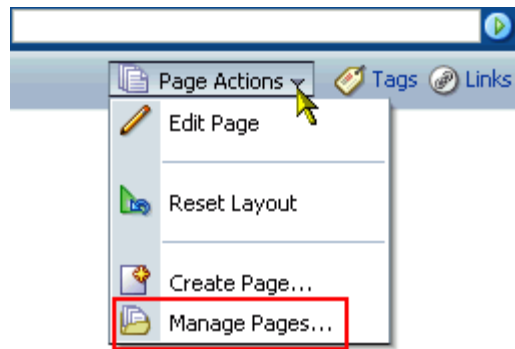 Page Actions Tags Links
Edit Page
Reset Layout
Create Page...
Manage Pages...